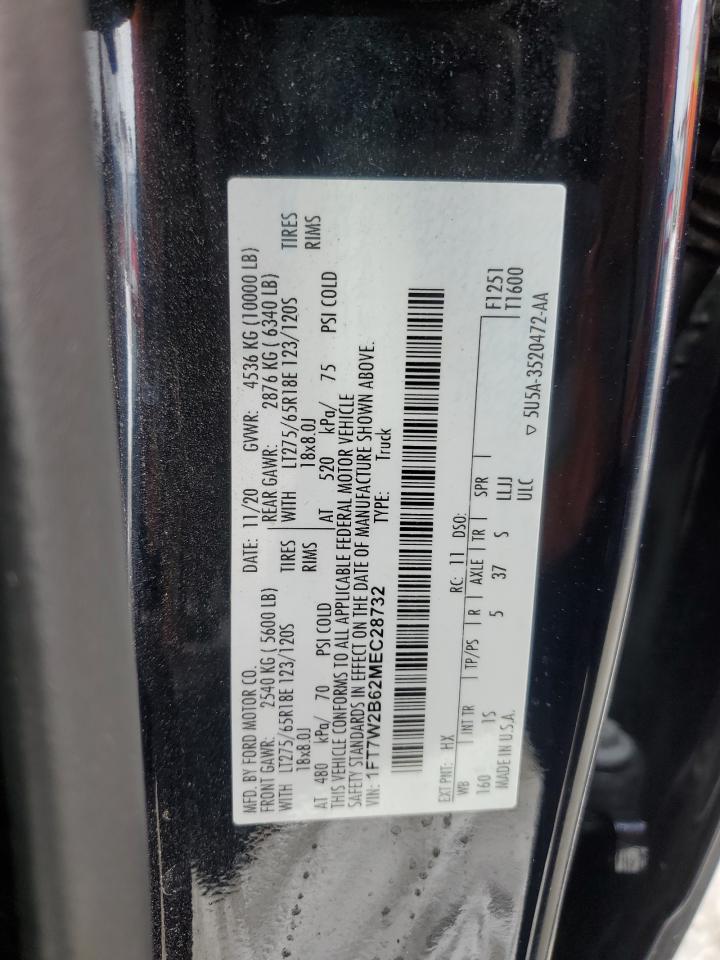 MFD. BY FORD MOTOR CO.
DATE: 11/20 GVWR: 4536 KG (10000 LB)
FRONT GAWR: 2540 KG ( 5600 LB) REAR GAWR: 2876 KG ( 6340 LB)
WITH LT275/65R18E 123/120S TIRES WITH LT275/65R18E 123/120S TIRES
18x8.0J RIMS 18x8.0J RIMS
AT 480 kPa/ 70 PSI COLD AT 520 kPa/ 75 PSI COLD
THIS VEHICLE CONFORMS TO ALL APPLICABLE FEDERAL MOTOR VEHICLE
SAFETY STANDARDS IN EFFECT ON THE DATE OF MANUFACTURE SHOWN ABOVE.
VIN: 1FT7W2B62MEC28732 TYPE: Truck
EXT PNT: HX RC: 11 DSO:
WB INT TR TP/PS R AXLE TR SPR F1251
160 1S 5 37 S LLJJ T1600
MADE IN U.S.A. ULC
▽ 5U5A-3520472-AA